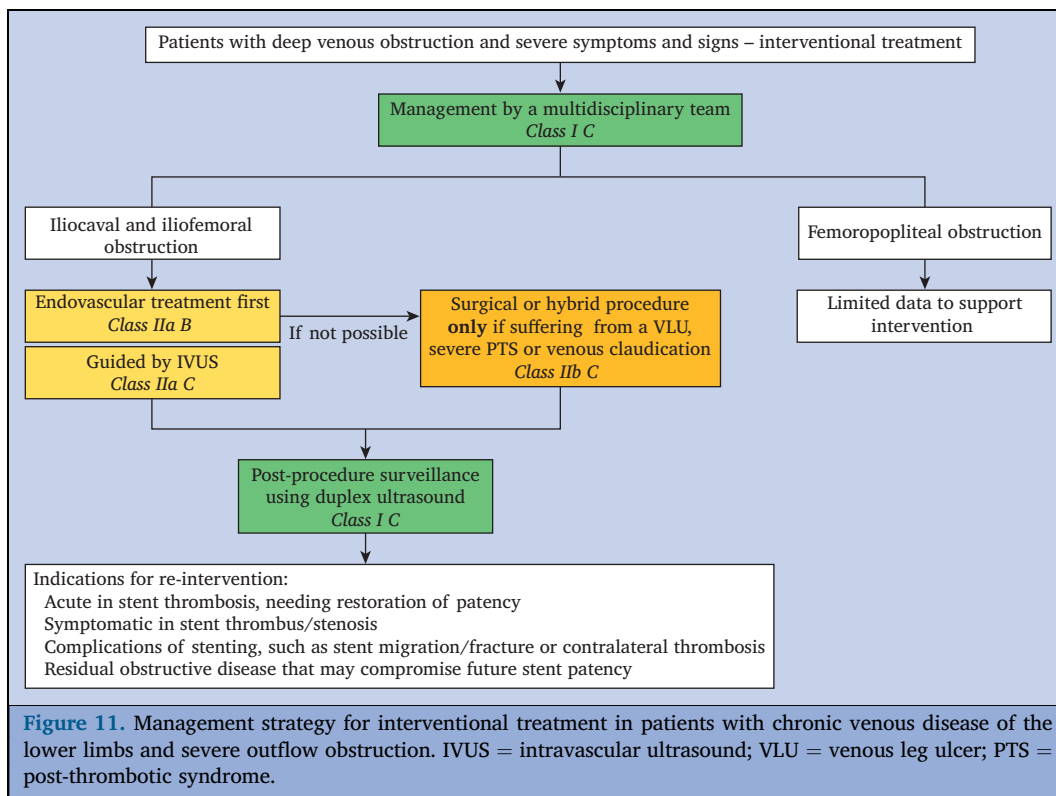 Patients with deep venous obstruction and severe symptoms and signs – interventional treatment
Management by a multidisciplinary team
Class I C
Iliocaval and iliofemoral
obstruction
Femoropopliteal obstruction
Endovascular treatment first
Class IIa B
If not possible
Surgical or hybrid procedure
only if suffering from a VLU,
severe PTS or venous claudication
Class IIb C
Limited data to support
intervention
Guided by IVUS
Class IIa C
Post-procedure surveillance
using duplex ultrasound
Class I C
Indications for re-intervention:
Acute in stent thrombosis, needing restoration of patency
Symptomatic in stent thrombus/stenosis
Complications of stenting, such as stent migration/fracture or contralateral thrombosis
Residual obstructive disease that may compromise future stent patency
Figure 11. Management strategy for interventional treatment in patients with chronic venous disease of the
lower limbs and severe outflow obstruction. IVUS = intravascular ultrasound; VLU = venous leg ulcer; PTS =
post-thrombotic syndrome.